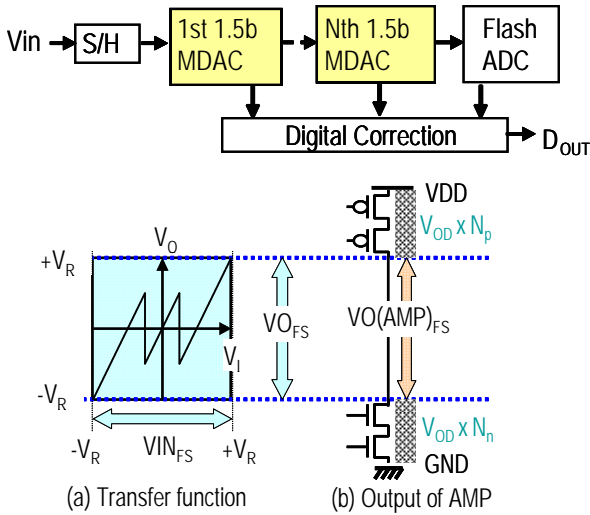 Vin
S/H
1st 1.5b
MDAC
Nth 1.5b
MDAC
Flash
ADC
Digital Correction
DOUT
VO
+VR
VI
-VR
-VR
VINFS
+VR
VOFS
VDD
VOD x Np
VO(AMP)FS
VOD x Nn
GND
(a) Transfer function
(b) Output of AMP